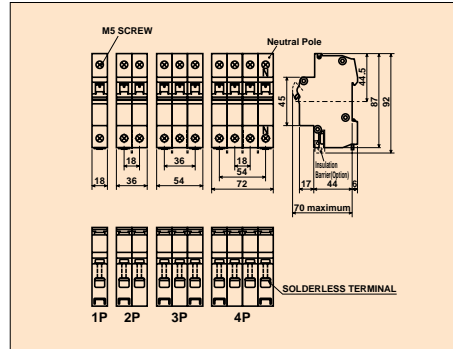 M5 SCREW
Neutral Pole
N
N
18
36
18
54
36
72
54
18
45
44.5
87
92
Insulation
Barrier(Option)
17
44
6
70 maximum
SOLDERLESS TERMINAL
1P
2P
3P
4P